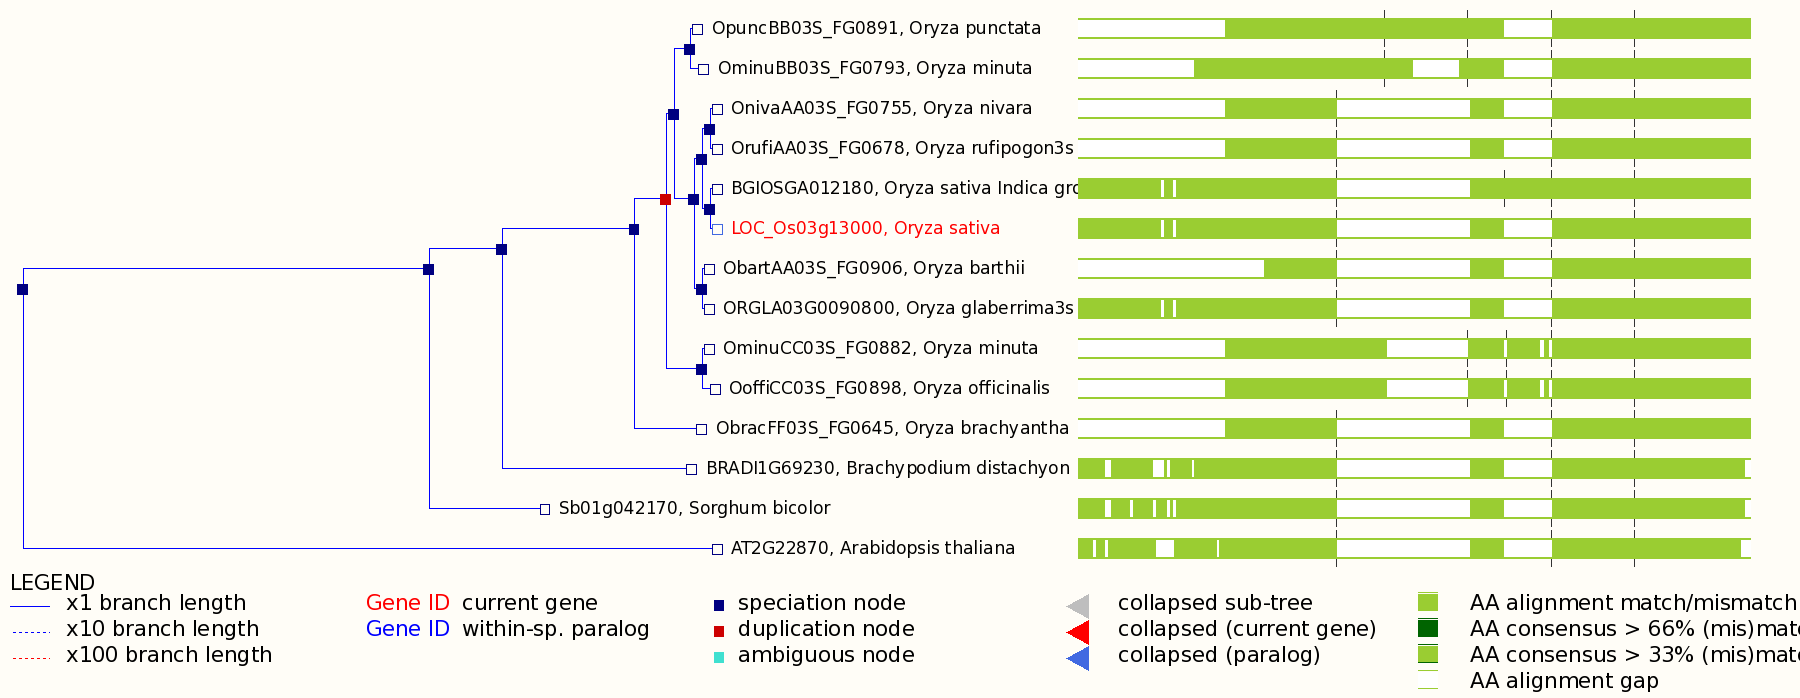 OpuncBB03S_FG0891, Oryza punctata
OminuBB03S_FG0793, Oryza minuta
OnivaAA03S_FG0755, Oryza nivara
OrufiAA03S_FG0678, Oryza rufipogon3s
BGIOSGA012180, Oryza sativa Indica gro
LOC_Os03g13000, Oryza sativa
ObartAA03S_FG0906, Oryza barthii
ORGLA03G0090800, Oryza glaberrima3s
OminuCC03S_FG0882, Oryza minuta
OoffiCC03S_FG0898, Oryza officinalis
ObracFF03S_FG0645, Oryza brachyantha
BRADI1G69230, Brachypodium distachyon
Sb01g042170, Sorghum bicolor
AT2G22870, Arabidopsis thaliana
LEGEND
x1 branch length
x10 branch length
x100 branch length
Gene ID current gene
Gene ID within-sp. paralog
speciation node
duplication node
ambiguous node
collapsed sub-tree
collapsed (current gene)
collapsed (paralog)
AA alignment match/mismatch
AA consensus > 66% (mis)mat
AA consensus > 33% (mis)mat
AA alignment gap